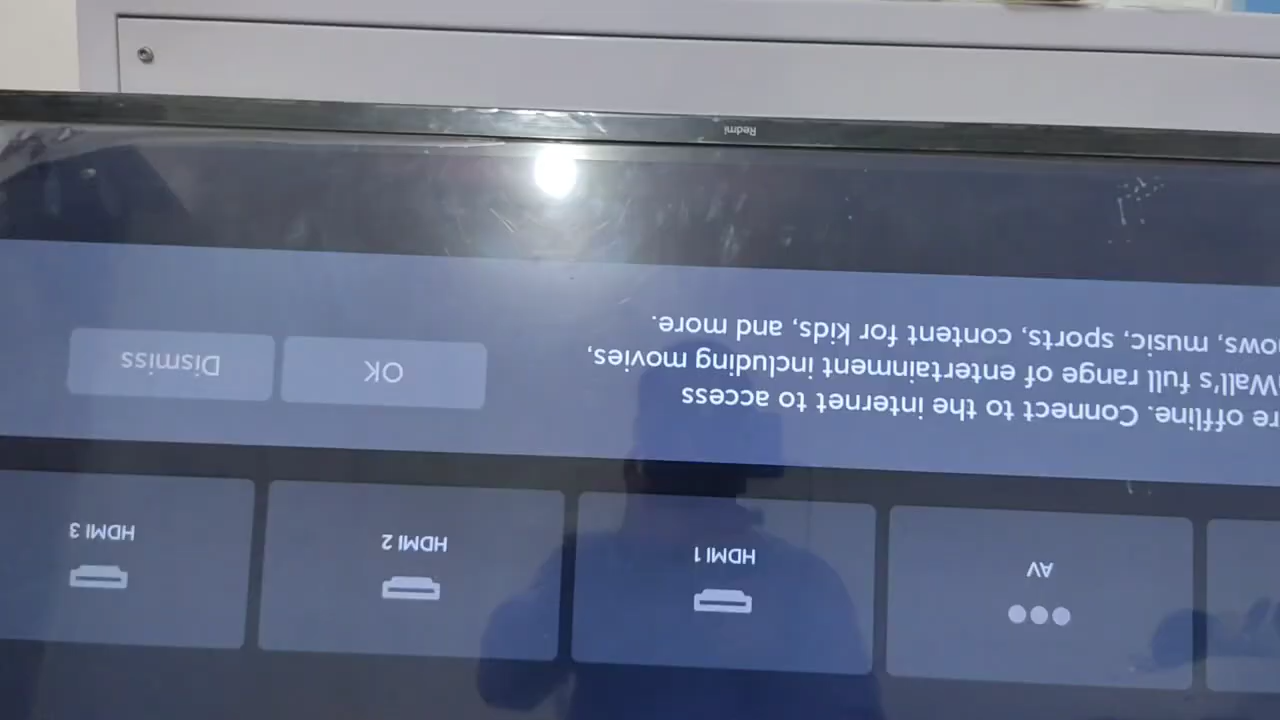 AV
HDMI 1
HDMI 2
HDMI 3
re offline. Connect to the internet to access
Wall's full range of entertainment including movies,
ows, music, sports, content for kids, and more.
OK
Dismiss
Redmi